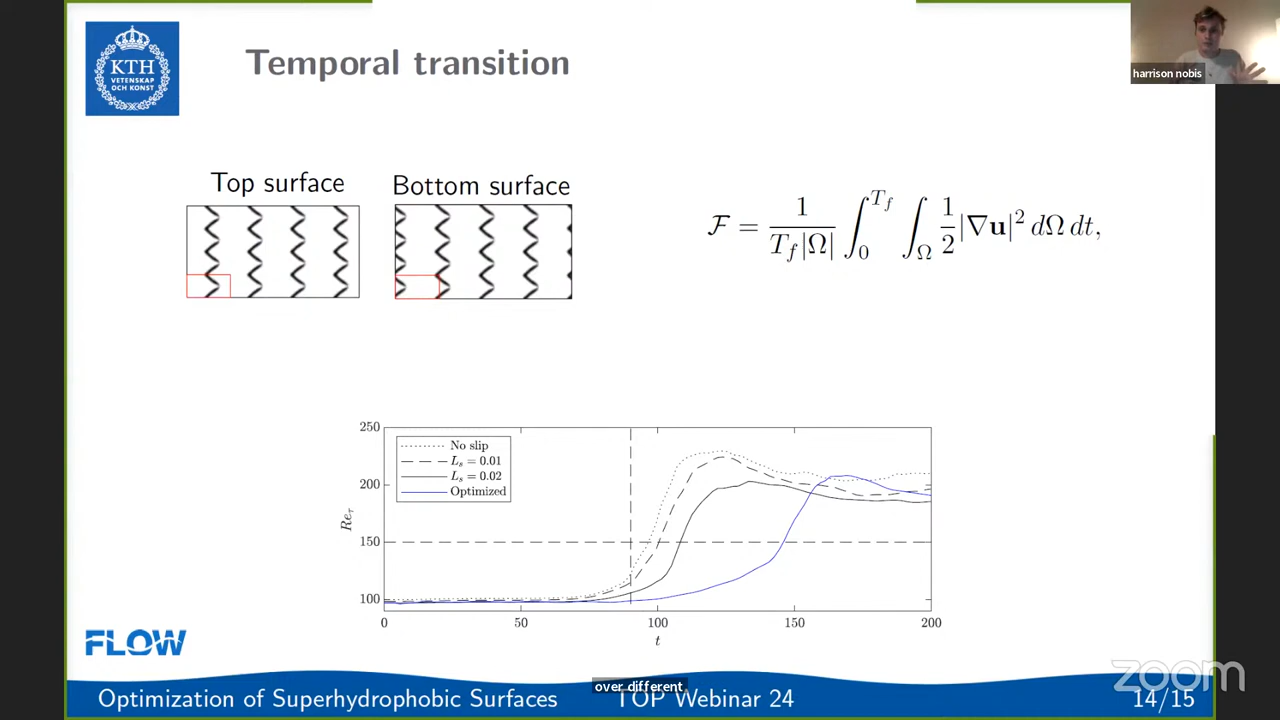 KTH
VETENSKAP
OCH KONST
Temporal transition
harrison nobis
Top surface
Bottom surface
𝓕 = 1/(T_f|Ω|) ∫_0^{T_f} ∫_Ω 1/2 |∇u|² dΩ dt,
250
200
150
100
Re_τ
No slip
L_s = 0.01
L_s = 0.02
Optimized
0
50
100
150
200
t
FLOW
over different
zoom
Optimization of Superhydrophobic Surfaces
TOP Webinar 24
14/15